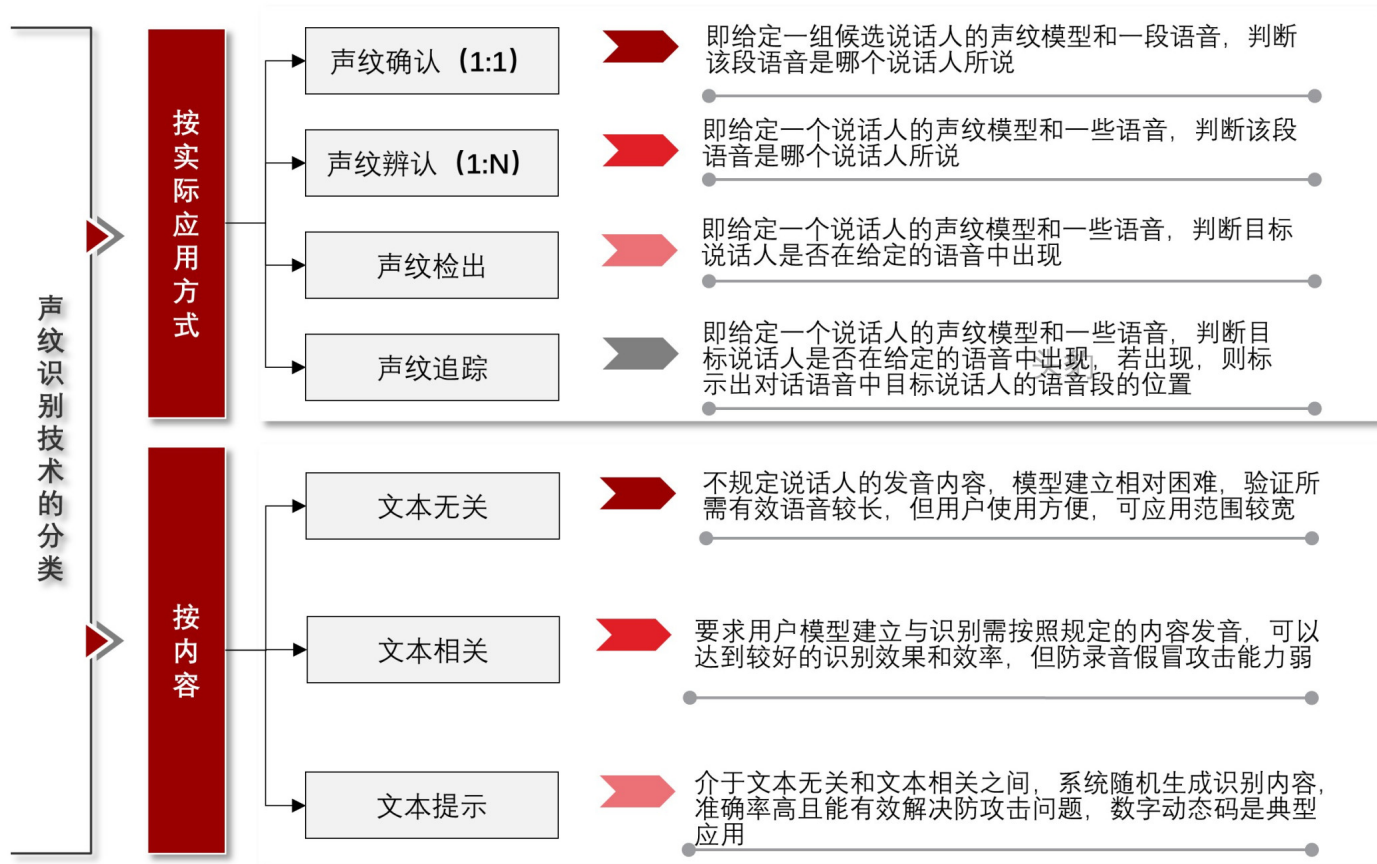 声纹识别技术的分类
按实际应用方式
声纹确认（1:1）
即给定一组候选说话人的声纹模型和一段语音，判断
该段语音是哪个说话人所说
声纹辨认（1:N）
即给定一个说话人的声纹模型和一些语音，判断该段
语音是哪个说话人所说
声纹检出
即给定一个说话人的声纹模型和一些语音，判断目标
说话人是否在给定的语音中出现
声纹追踪
即给定一个说话人的声纹模型和一些语音，判断目
标说话人是否在给定的语音中出现，若出现，则标
示出对话语音中目标说话人的语音段的位置
头豹
按内容
文本无关
不规定说话人的发音内容，模型建立相对困难，验证所
需有效语音较长，但用户使用方便，可应用范围较宽
文本相关
要求用户模型建立与识别需按照规定的内容发音，可以
达到较好的识别效果和效率，但防录音假冒攻击能力弱
文本提示
介于文本无关和文本相关之间，系统随机生成识别内容，
准确率高且能有效解决防攻击问题，数字动态码是典型
应用